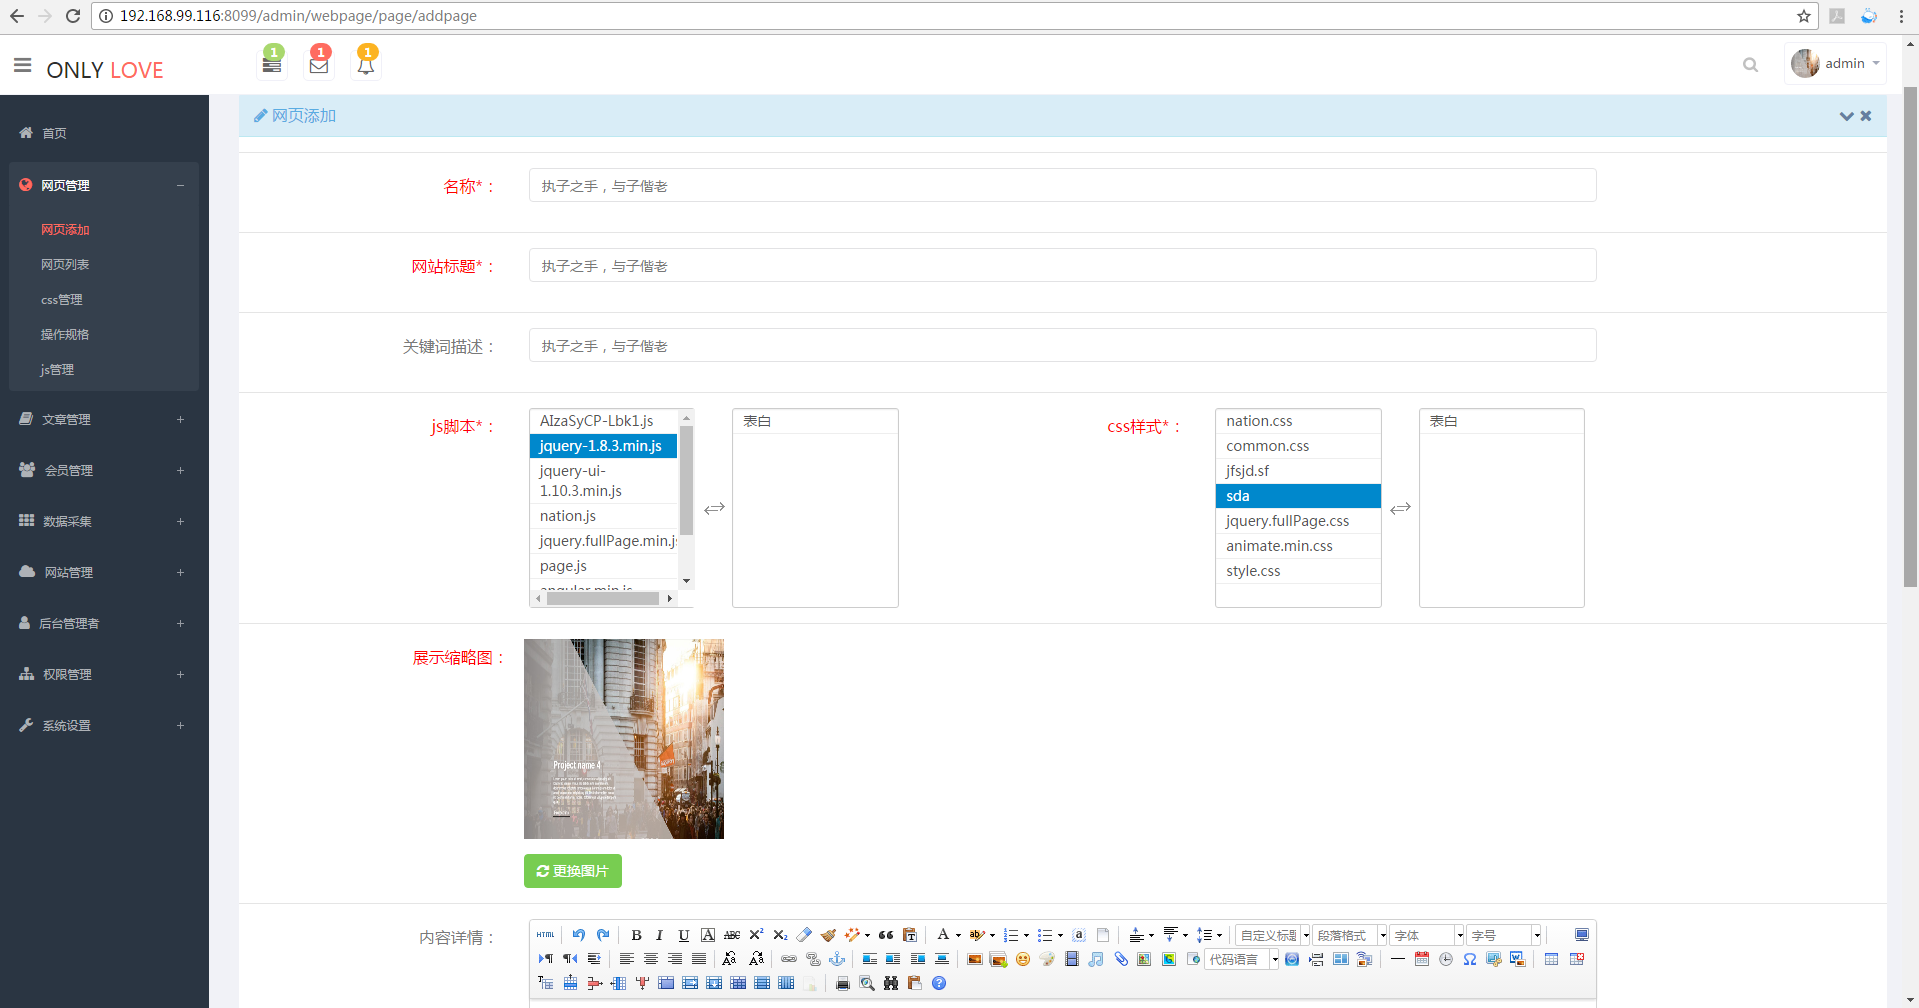 192.168.99.116:8099/admin/webpage/page/addpage
ONLY LOVE
1
1
1
admin
首页
网页管理
网页添加
网页列表
css管理
操作规格
js管理
文章管理
会员管理
数据采集
网站管理
后台管理者
权限管理
系统设置
网页添加
名称*：
执子之手，与子偕老
网站标题*：
执子之手，与子偕老
关键词描述：
执子之手，与子偕老
js脚本*：
AIzaSyCP-Lbk1.js
jquery-1.8.3.min.js
jquery-ui-
1.10.3.min.js
nation.js
jquery.fullPage.min.js
page.js
angular.min.js
表白
css样式*：
nation.css
common.css
jfsjd.sf
sda
jquery.fullPage.css
animate.min.css
style.css
表白
展示缩略图：
Project name 4
更换图片
内容详情：
HTML
自定义标题
段落格式
字体
字号
代码语言